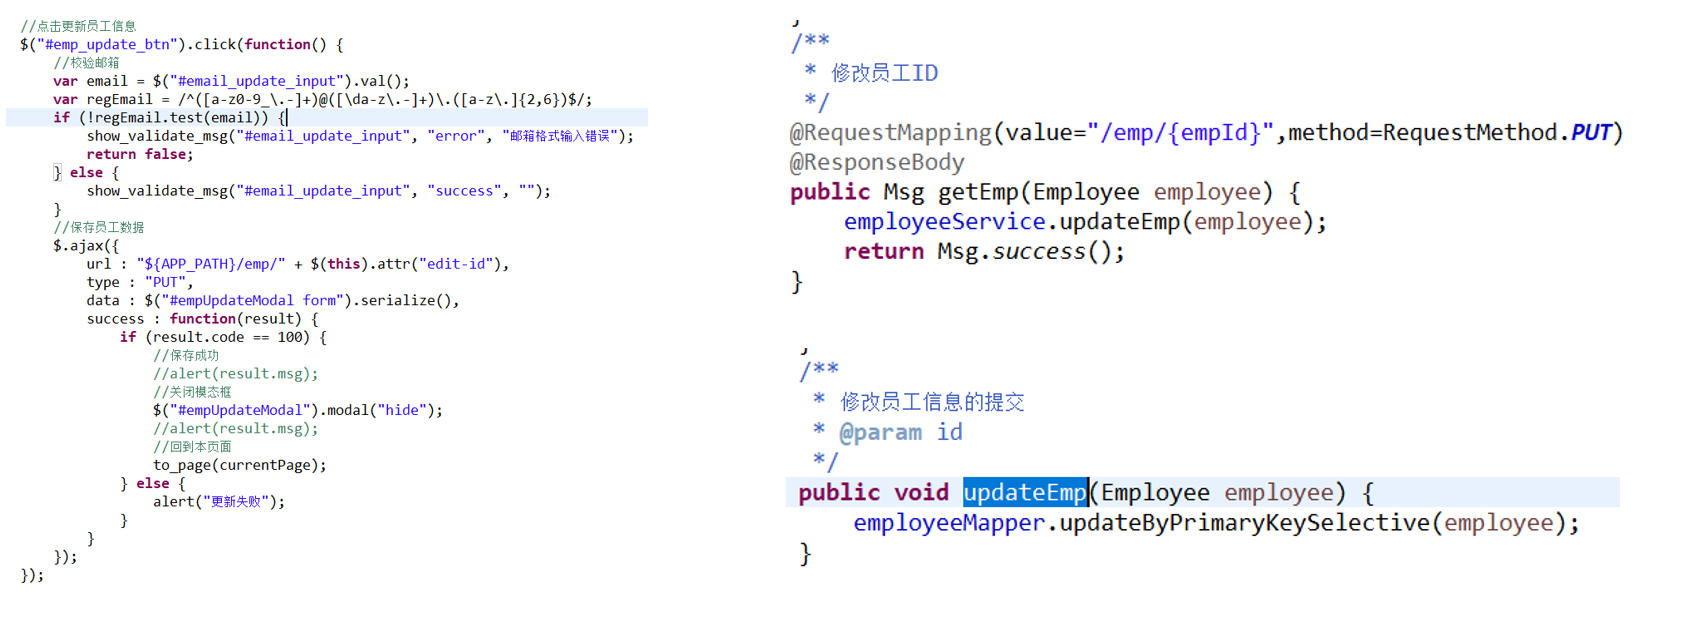 //点击更新员工信息
$("#emp_update_btn").click(function() {
//校验邮箱
var email = $("#email_update_input").val();
var regEmail = /^([a-z0-9_\.-]+)@([\da-z\.-]+)\.([a-z\.]{2,6})$/;
if (!regEmail.test(email)) {
show_validate_msg("#email_update_input", "error", "邮箱格式输入错误");
return false;
} else {
show_validate_msg("#email_update_input", "success", "");
}
//保存员工数据
$.ajax({
url : "${APP_PATH}/emp/" + $(this).attr("edit-id"),
type : "PUT",
data : $("#empUpdateModal form").serialize(),
success : function(result) {
if (result.code == 100) {
//保存成功
//alert(result.msg);
//关闭模态框
$("#empUpdateModal").modal("hide");
//alert(result.msg);
//回到本页面
to_page(currentPage);
} else {
alert("更新失败");
}
}
});
});
/**
* 修改员工ID
*/
@RequestMapping(value="/emp/{empId}",method=RequestMethod.PUT)
@ResponseBody
public Msg getEmp(Employee employee) {
employeeService.updateEmp(employee);
return Msg.success();
}
/**
* 修改员工信息的提交
* @param id
*/
public void updateEmp(Employee employee) {
employeeMapper.updateByPrimaryKeySelective(employee);
}